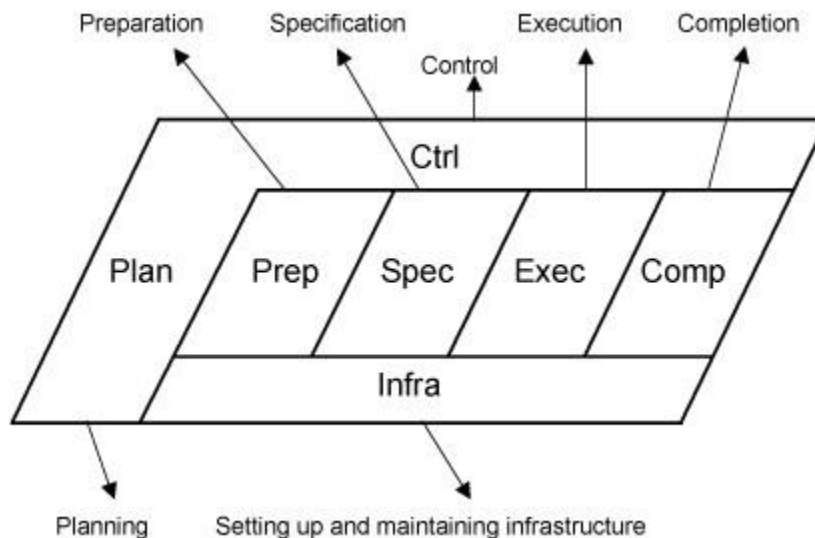 Preparation
Specification
Execution
Completion
Control
Ctrl
Plan
Prep
Spec
Exec
Comp
Infra
Planning
Setting up and maintaining infrastructure